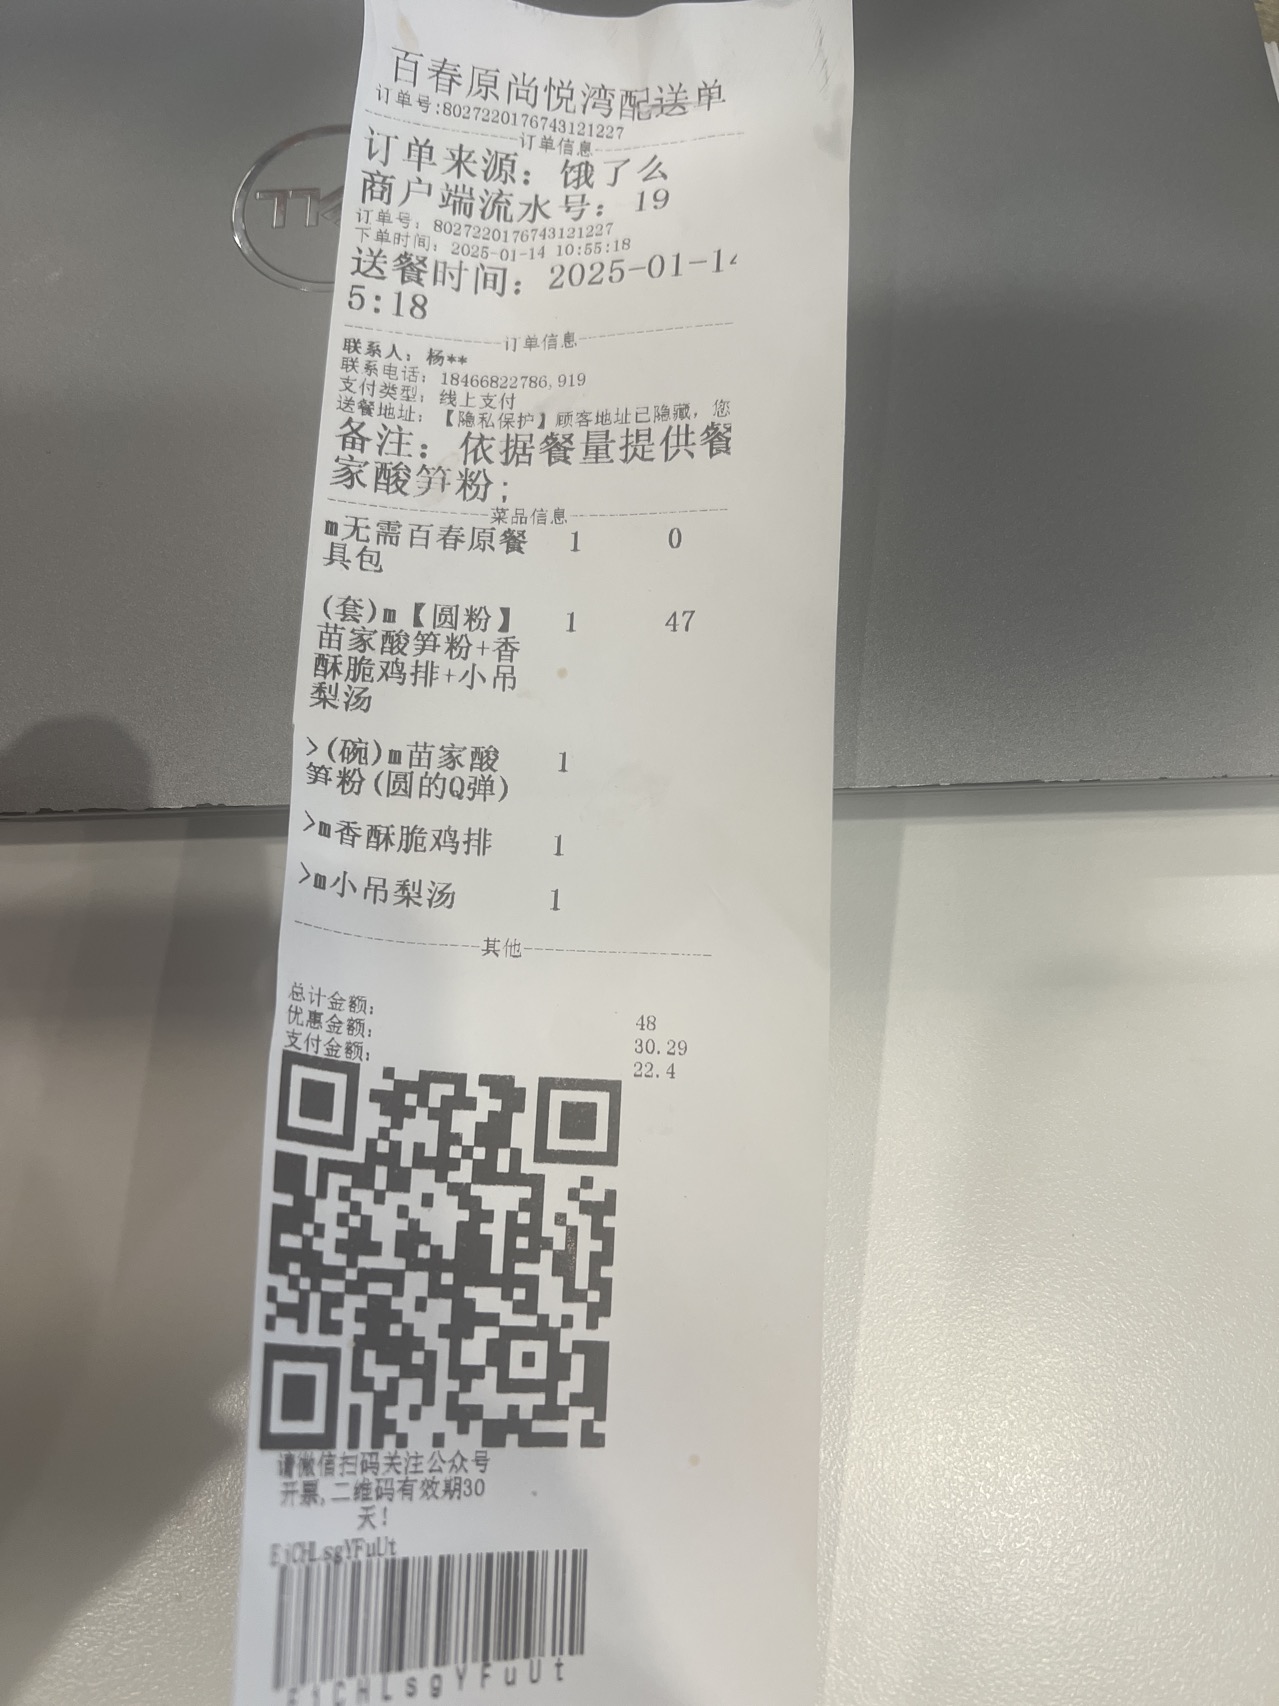 百春原尚悦湾配送单
订单号:8027220176743121227
订单信息
订单来源：饿了么
商户端流水号：19
订单号：8027220176743121227
下单时间：2025-01-14 10:55:18
送餐时间：2025-01-14
5:18
订单信息
联系人：杨**
联系电话：18466822786,919
支付类型：线上支付
送餐地址：【隐私保护】顾客地址已隐藏，您
备注：依据餐量提供餐
家酸笋粉;
菜品信息
m无需百春原餐 1 0
具包
(套)m【圆粉】 1 47
苗家酸笋粉+香
酥脆鸡排+小吊
梨汤
>(碗)m苗家酸 1
笋粉(圆的Q弹)
>m香酥脆鸡排 1
>m小吊梨汤 1
其他
总计金额: 48
优惠金额: 30.29
支付金额: 22.4
请微信扫码关注公众号
开票,二维码有效期30
天!
EjCHLsgYFuUt
EjCHLsgYFuUt